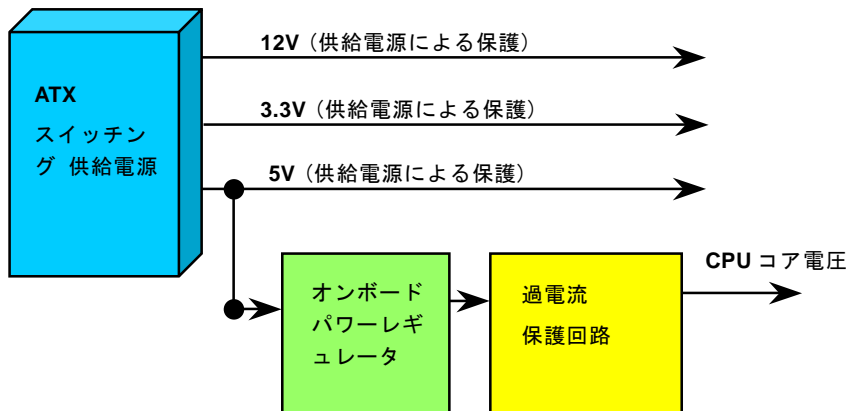 12V（供給電源による保護）
ATX
スイッチン
グ 供給電源
3.3V（供給電源による保護）
5V（供給電源による保護）
CPU コア電圧
オンボード
パワーレギ
ュレータ
過電流
保護回路